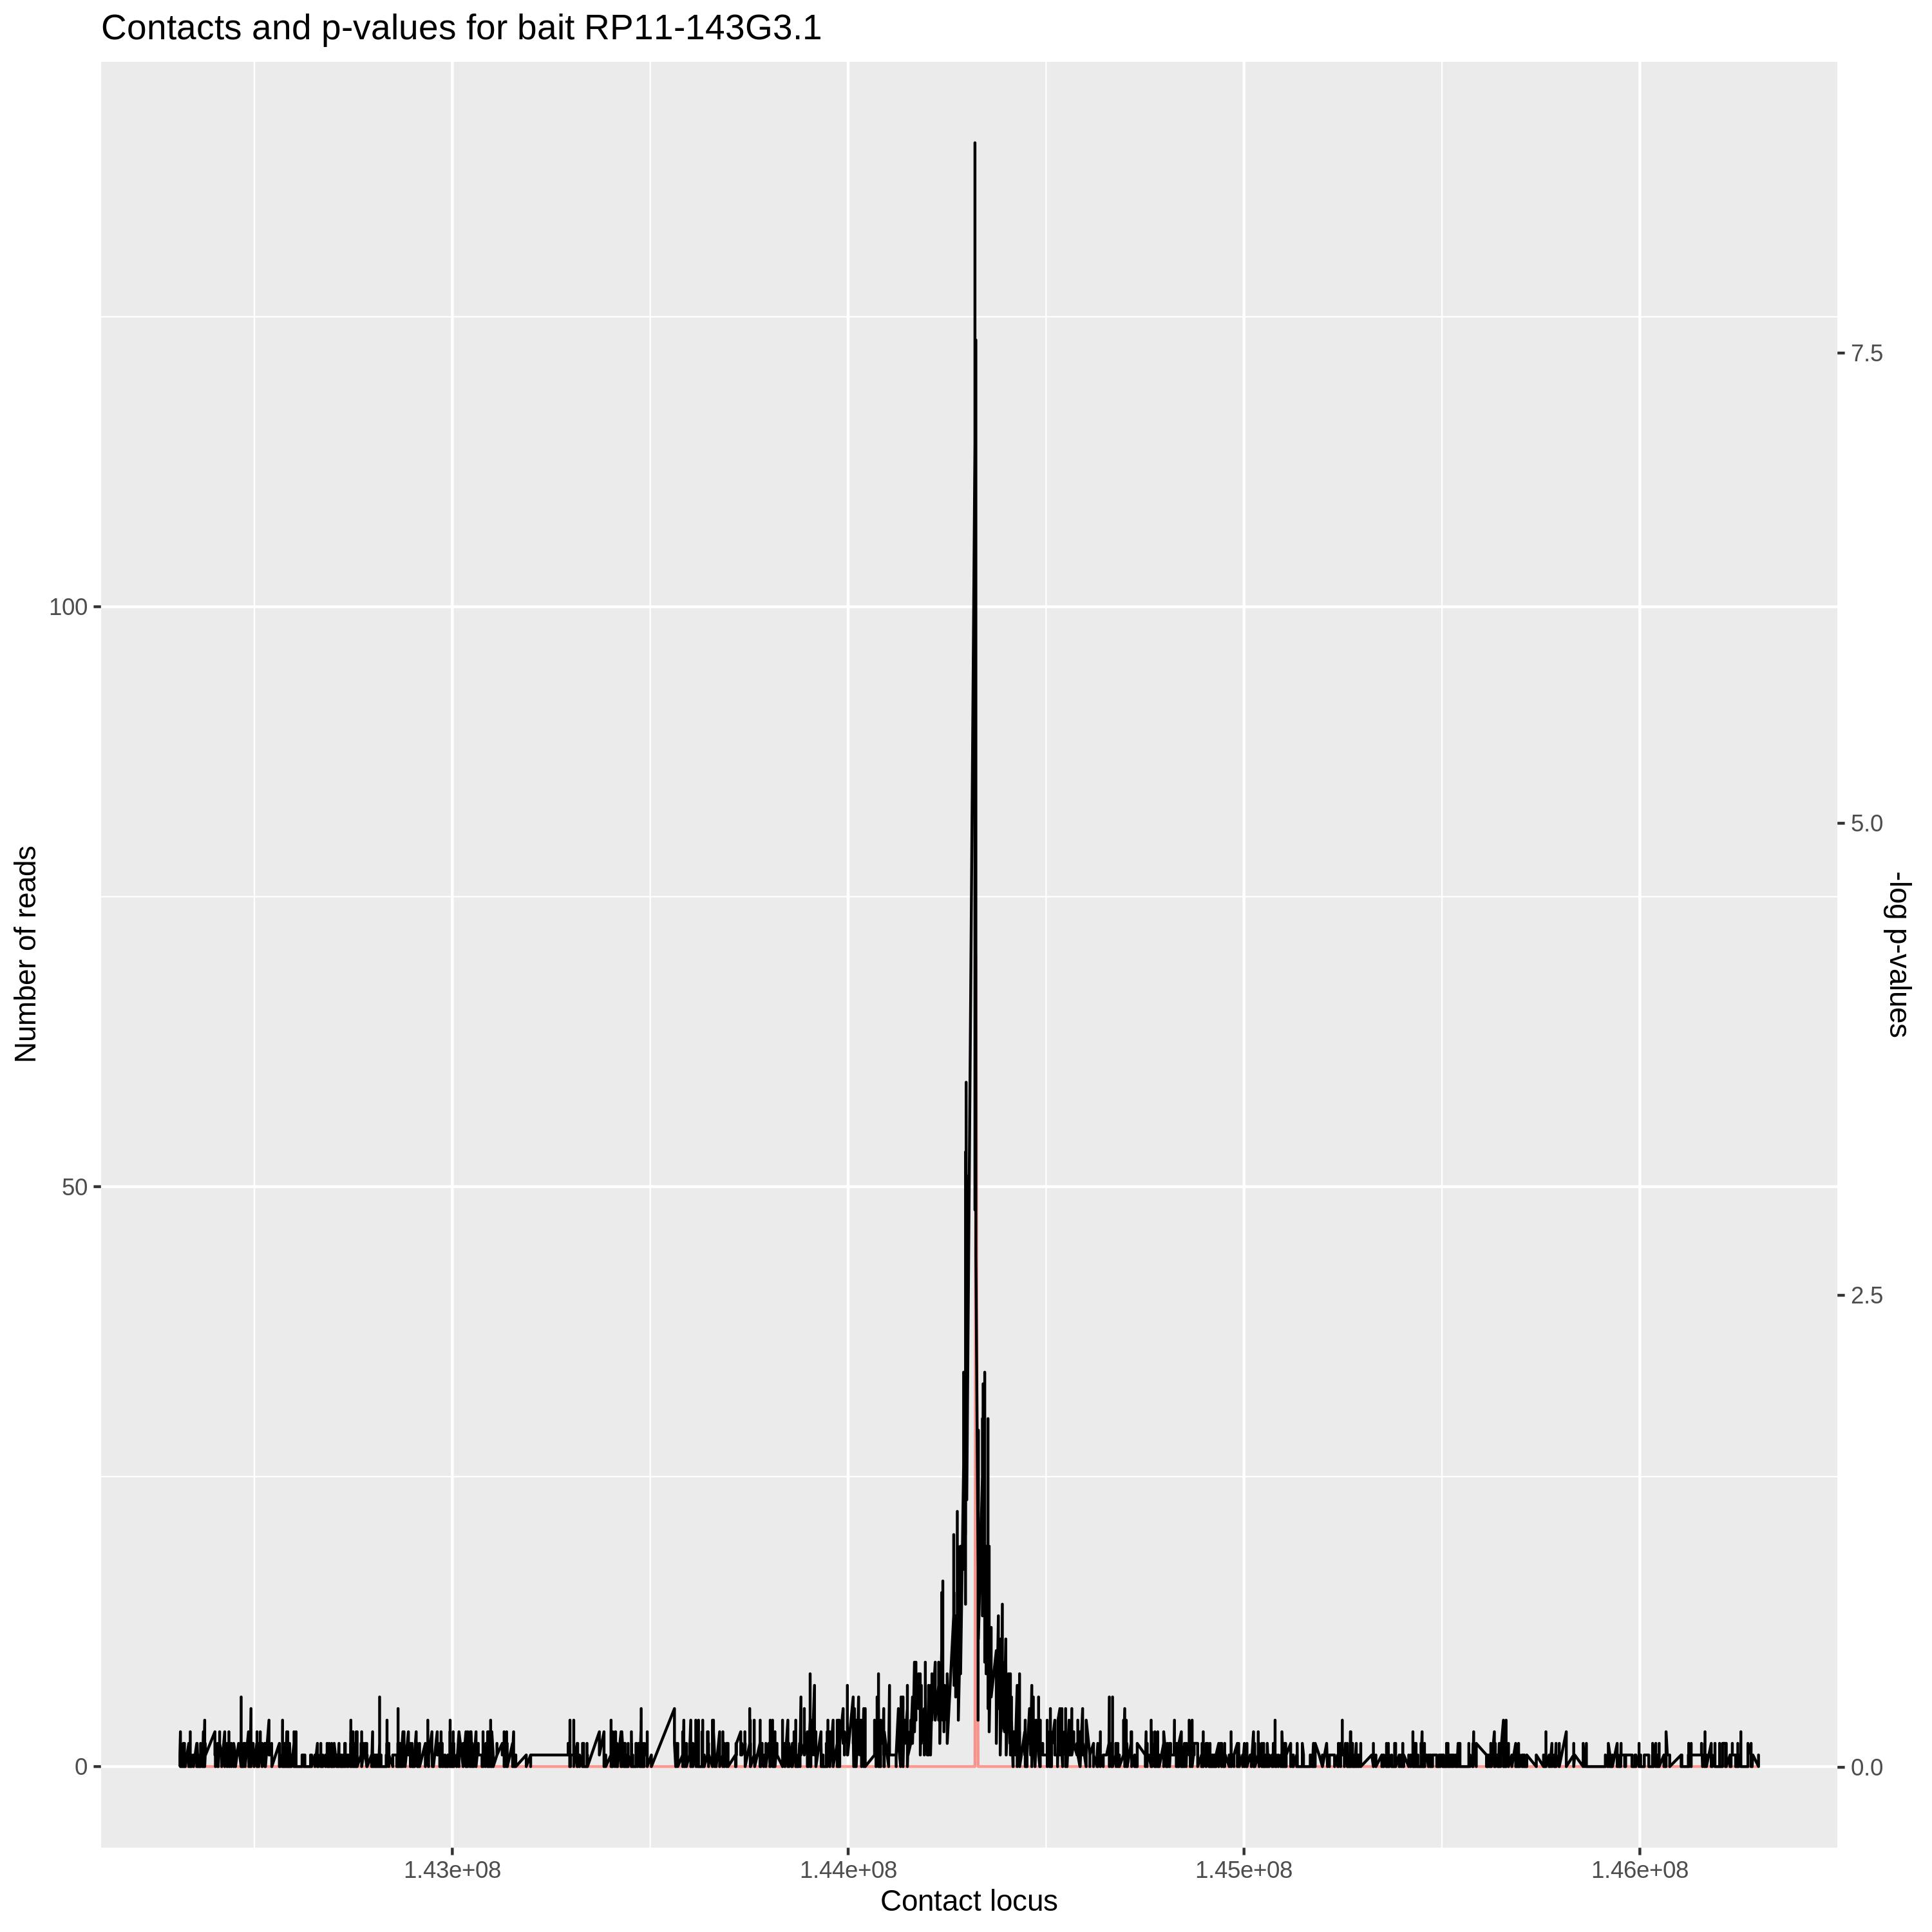 Contacts and p-values for bait RP11-143G3.1
Number of reads
100
50
0
7.5
5.0
2.5
0.0
-log p-values
1.43e+08
1.44e+08
1.45e+08
1.46e+08
Contact locus